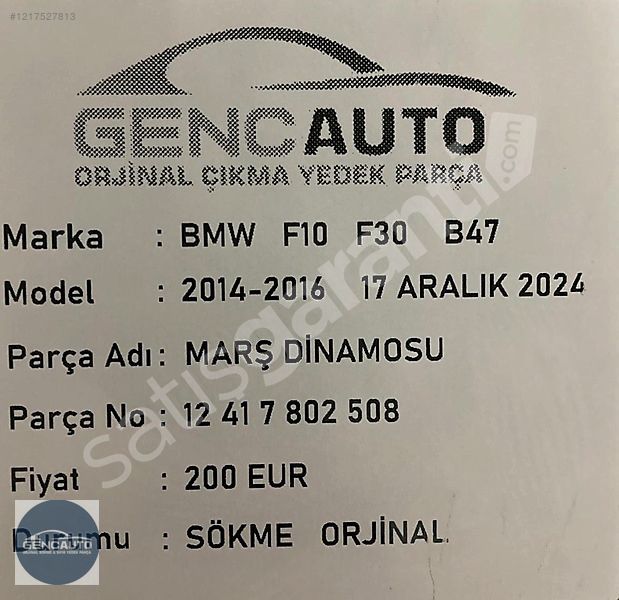 #1217527813
GENCAUTO
ORJİNAL ÇIKMA YEDEK PARÇA
satışgaranti.com
Marka : BMW F10 F30 B47
Model : 2014-2016 17 ARALIK 2024
Parça Adı : MARŞ DİNAMOSU
Parça No : 12 41 7 802 508
Fiyat : 200 EUR
Durumu : SÖKME ORJİNAL
GENCAUTO